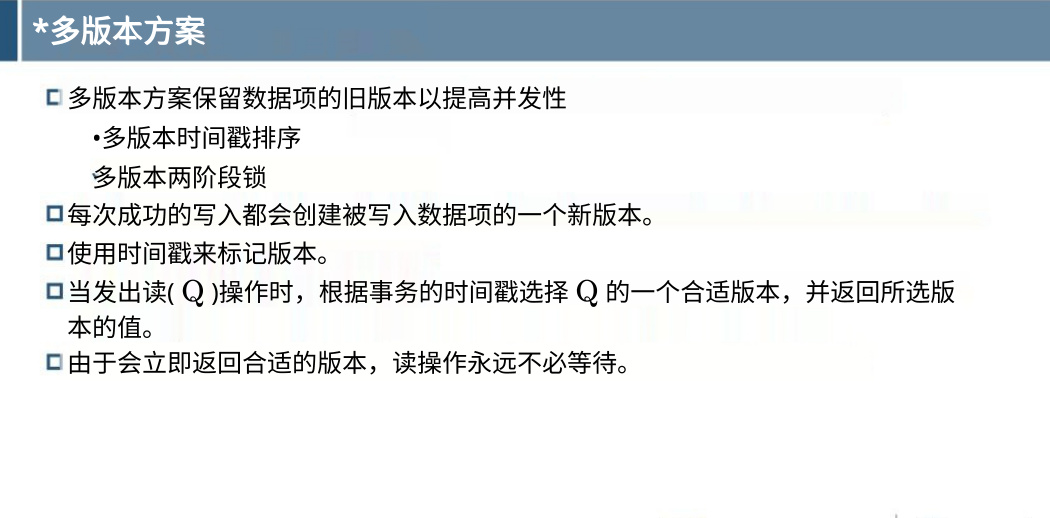 *多版本方案
多版本方案保留数据项的旧版本以提高并发性
•多版本时间戳排序
多版本两阶段锁
每次成功的写入都会创建被写入数据项的一个新版本。
使用时间戳来标记版本。
当发出读( Q )操作时，根据事务的时间戳选择 Q 的一个合适版本，并返回所选版
本的值。
由于会立即返回合适的版本，读操作永远不必等待。